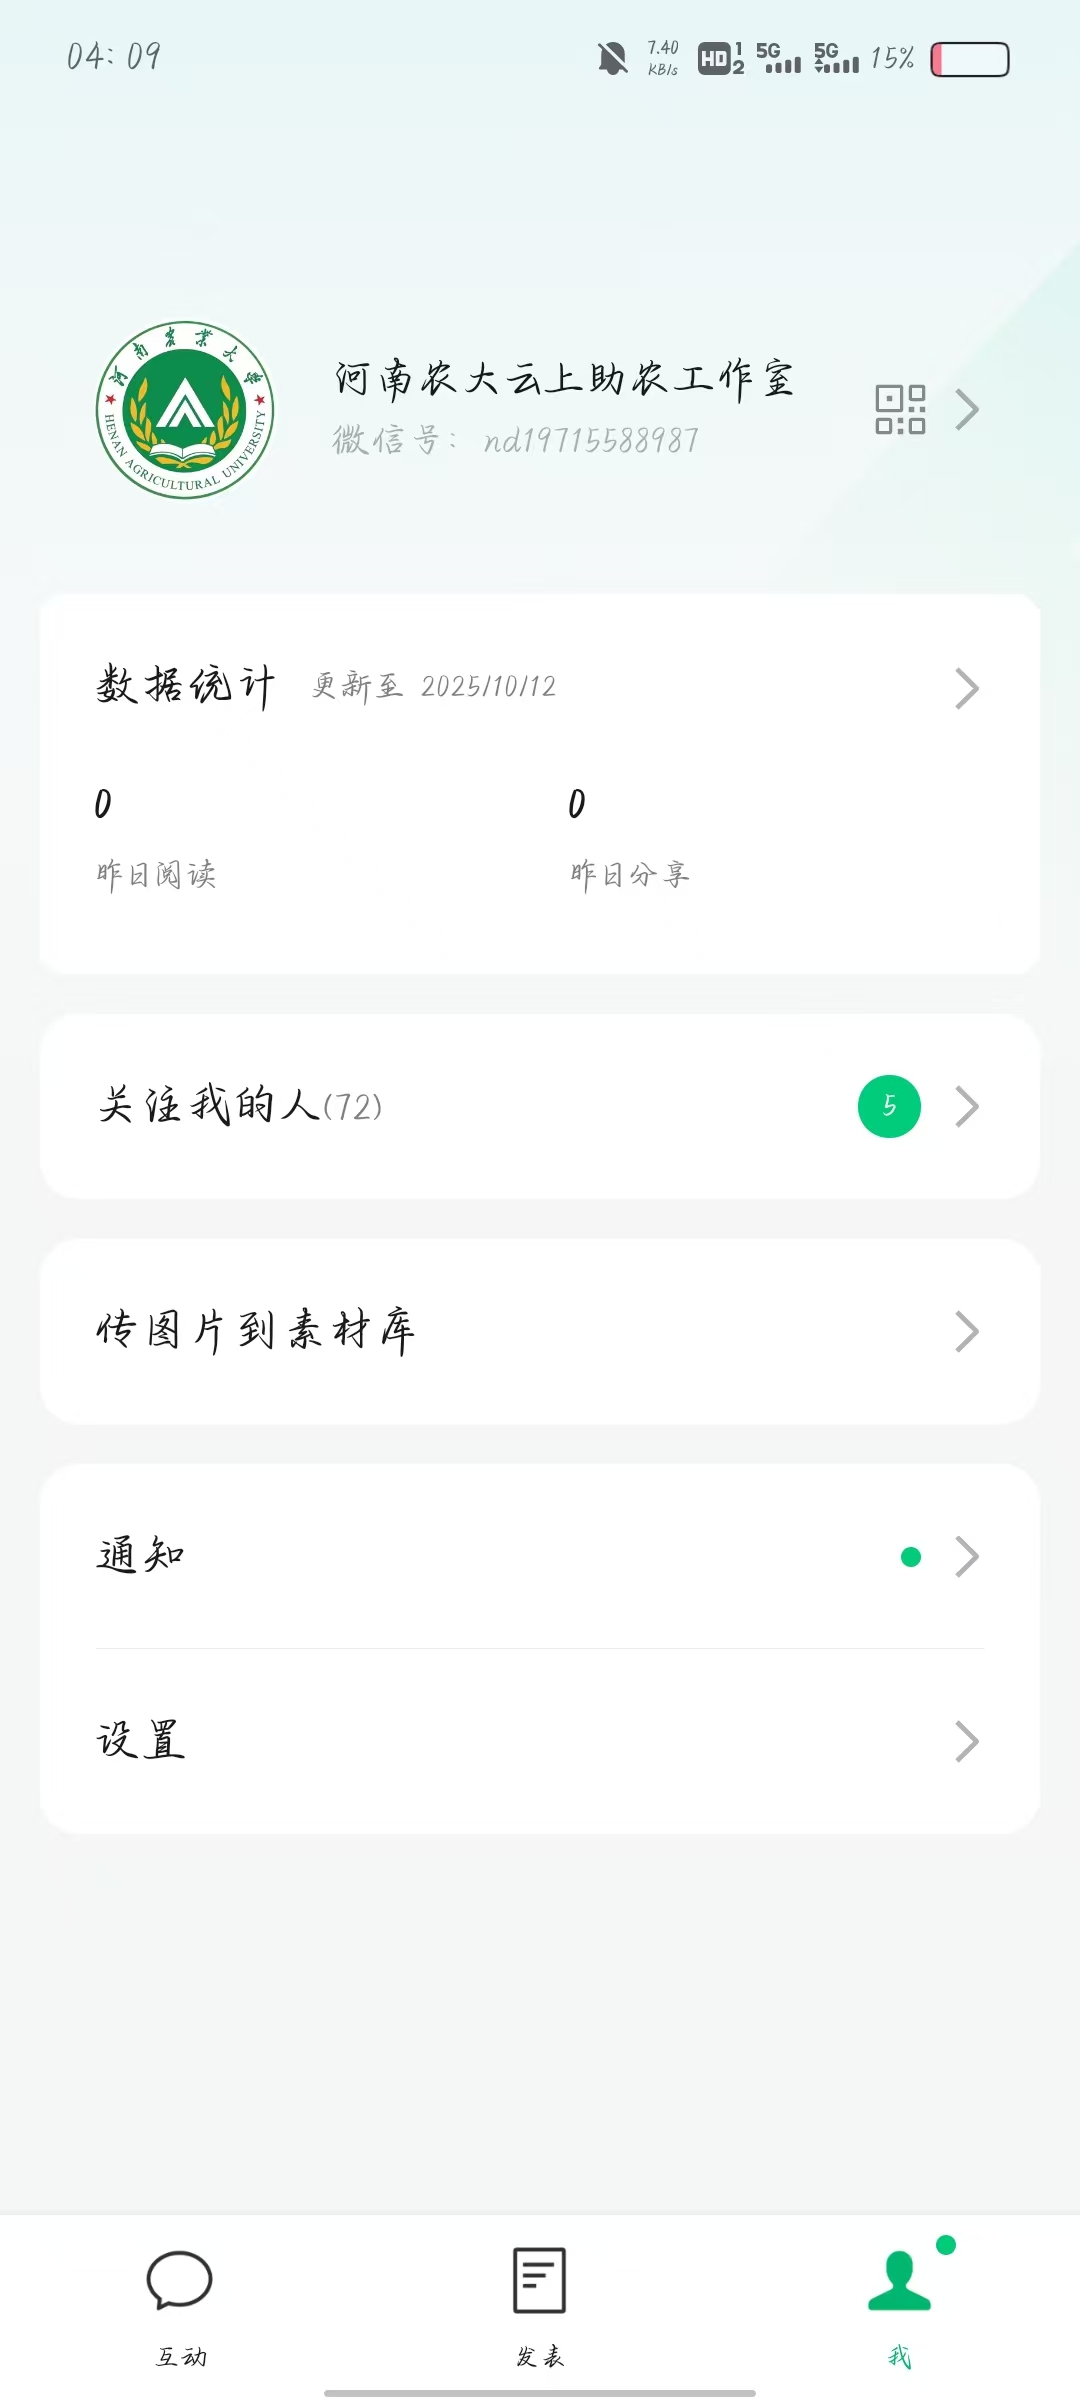 04:09
7.40
KB/s
HD 1 2
5G
5G
15%
河南农业大学
HENAN AGRICULTURAL UNIVERSITY
河南农大云上助农工作室
微信号：nd19715588987
数据统计 更新至 2025/10/12
0 0
昨日阅读 昨日分享
关注我的人(72) 5
传图片到素材库
通知
设置
互动 发表 我